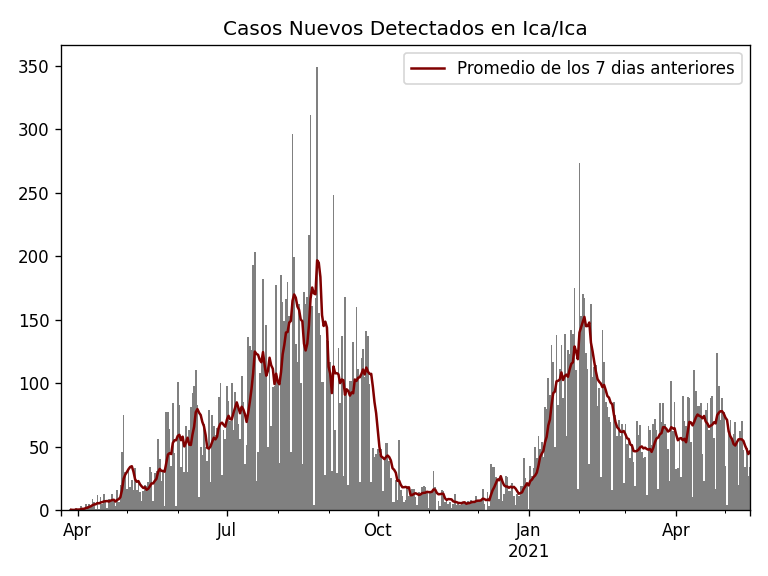 Casos Nuevos Detectados en Ica/Ica
Promedio de los 7 dias anteriores
350
300
250
200
150
100
50
0
Apr
Jul
Oct
Jan
2021
Apr